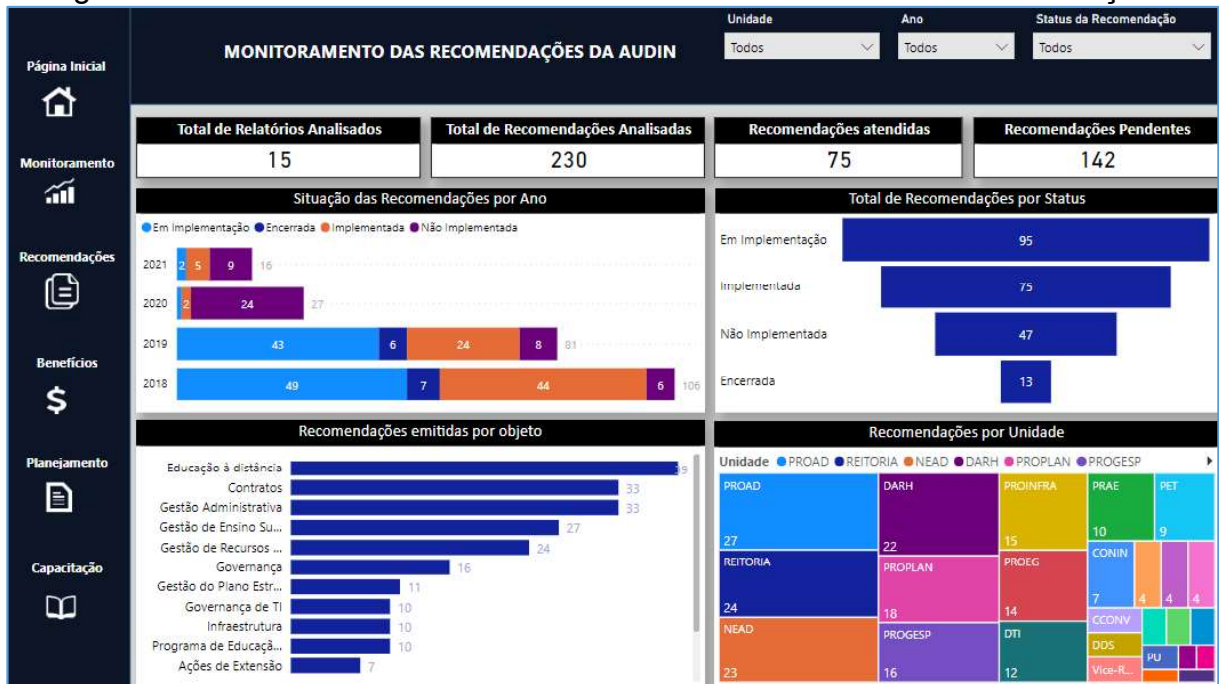 MONITORAMENTO DAS RECOMENDAÇÕES DA AUDIN
Unidade
Todos
Ano
Todos
Status da Recomendação
Todos
Página Inicial
Monitoramento
Recomendações
Benefícios
$
Planejamento
Capacitação
Total de Relatórios Analisados
15
Total de Recomendações Analisadas
230
Recomendações atendidas
75
Recomendações Pendentes
142
Situação das Recomendações por Ano
Em Implementação Encerrada Implementada Não Implementada
2021 2 5 9 16
2020 2 24 27
2019 43 6 24 8 81
2018 49 7 44 6 106
Total de Recomendações por Status
Em Implementação 95
Implementada 75
Não Implementada 47
Encerrada 13
Recomendações emitidas por objeto
Educação à distância 39
Contratos 33
Gestão Administrativa 33
Gestão de Ensino Su... 27
Gestão de Recursos ... 24
Governança 16
Gestão do Plano Estr... 11
Governança de TI 10
Infraestrutura 10
Programa de Educaçã... 10
Ações de Extensão 7
Recomendações por Unidade
Unidade PROAD REITORIA NEAD DARH PROPLAN PROGESP
PROAD
27
REITORIA
24
NEAD
23
DARH
22
PROPLAN
18
PROGESP
16
PROINFRA
15
PROEG
14
DTI
12
PRAE
10
PET
9
CONIN
7
4
4
4
CCONV
DDS
Vice-R...
PU